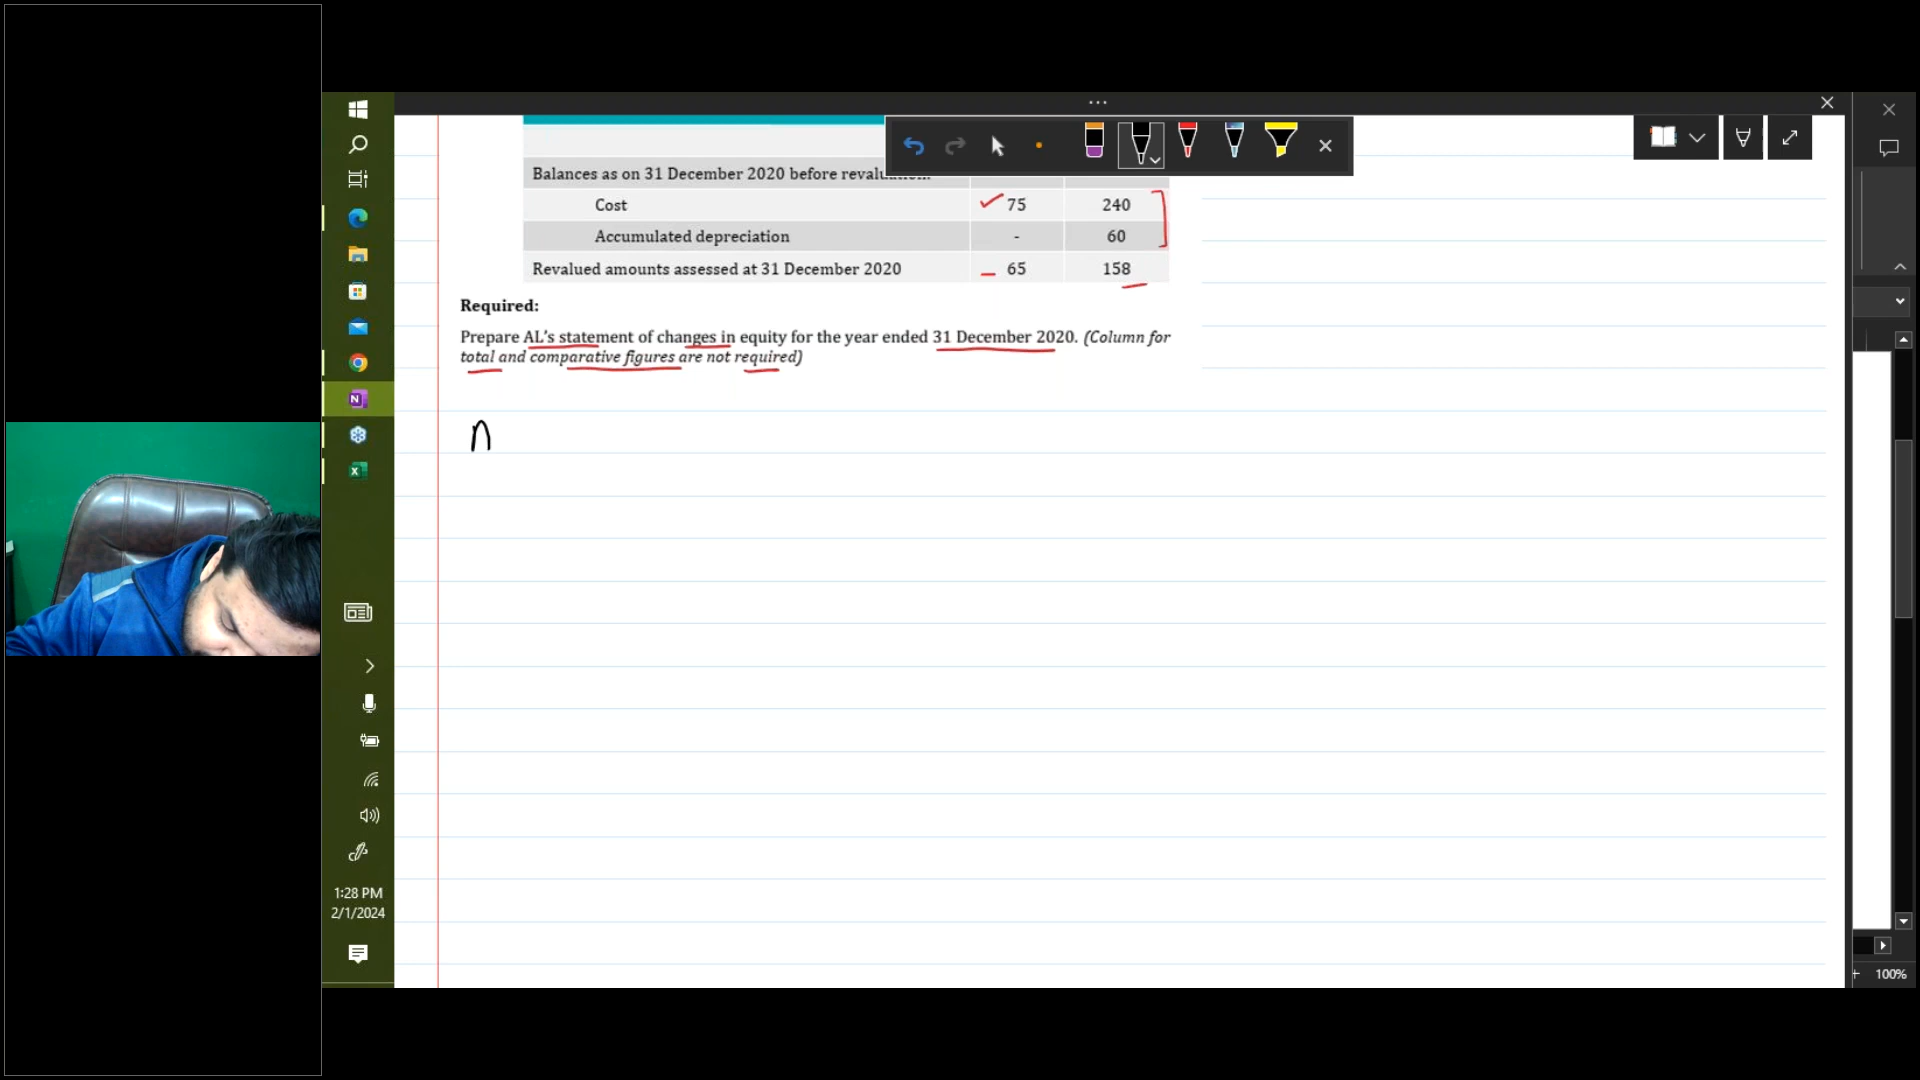 Balances as on 31 December 2020 before
Cost 75 240
Accumulated depreciation - 60
Revalued amounts assessed at 31 December 2020 65 158
Required:
Prepare AL's statement of changes in equity for the year ended 31 December 2020. (Column for
total and comparative figures are not required)
n
1:28 PM
2/1/2024
100%